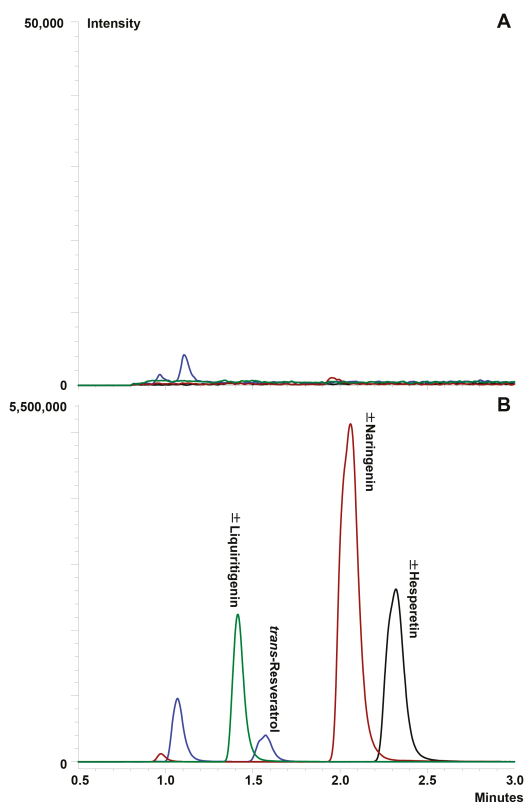 50,000 Intensity A
0
5,500,000 B
± Naringenin
± Liquiritigenin
± Hesperetin
trans-Resveratrol
0
0.5 1.0 1.5 2.0 2.5 3.0
Minutes